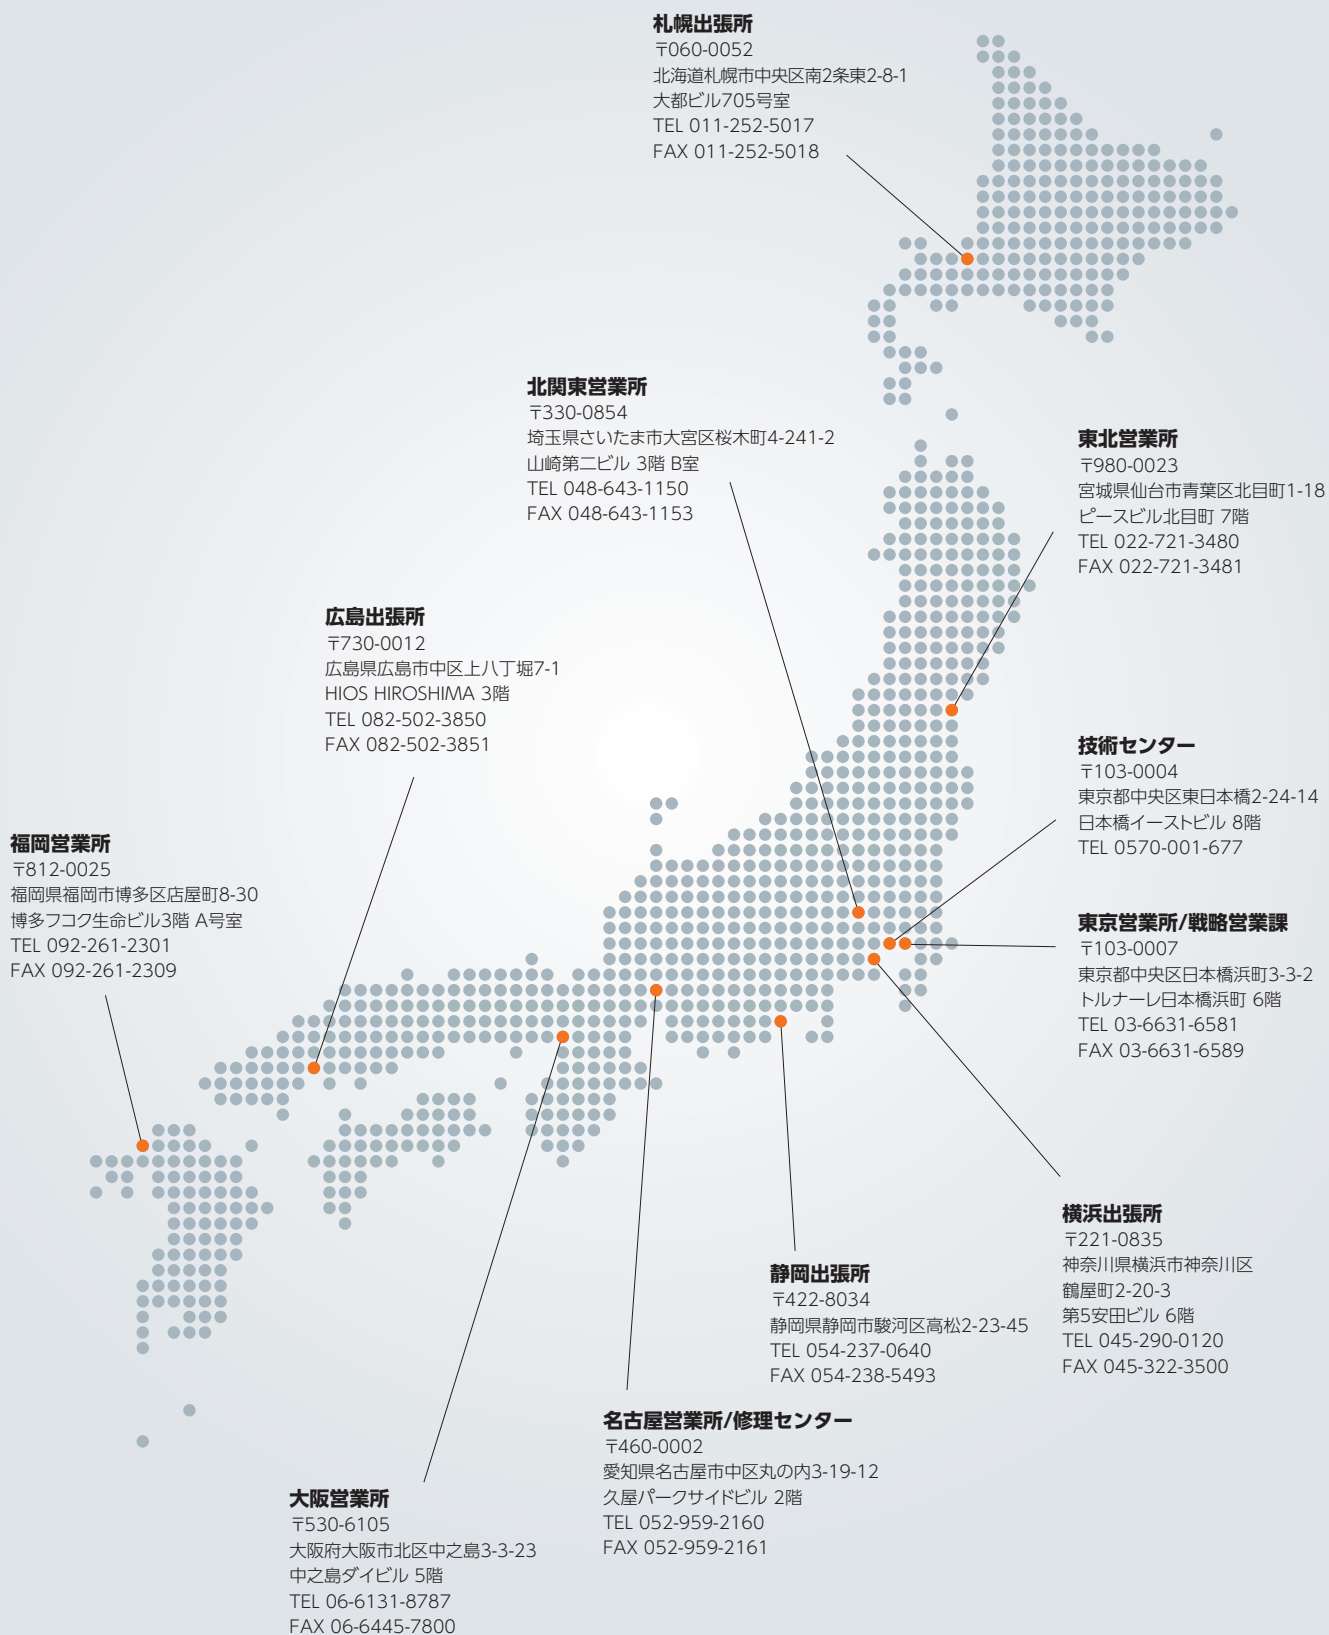 札幌出張所
〒060-0052
北海道札幌市中央区南2条東2-8-1
大都ビル705号室
TEL 011-252-5017
FAX 011-252-5018
北関東営業所
〒330-0854
埼玉県さいたま市大宮区桜木町4-241-2
山崎第二ビル 3階 B室
TEL 048-643-1150
FAX 048-643-1153
東北営業所
〒980-0023
宮城県仙台市青葉区北目町1-18
ピースビル北目町 7階
TEL 022-721-3480
FAX 022-721-3481
広島出張所
〒730-0012
広島県広島市中区上八丁堀7-1
HIOS HIROSHIMA 3階
TEL 082-502-3850
FAX 082-502-3851
技術センター
〒103-0004
東京都中央区東日本橋2-24-14
日本橋イーストビル 8階
TEL 0570-001-677
福岡営業所
〒812-0025
福岡県福岡市博多区店屋町8-30
博多フコク生命ビル3階 A号室
TEL 092-261-2301
FAX 092-261-2309
東京営業所/戦略営業課
〒103-0007
東京都中央区日本橋浜町3-3-2
トルナーレ日本橋浜町 6階
TEL 03-6631-6581
FAX 03-6631-6589
横浜出張所
〒221-0835
神奈川県横浜市神奈川区
鶴屋町2-20-3
第5安田ビル 6階
TEL 045-290-0120
FAX 045-322-3500
静岡出張所
〒422-8034
静岡県静岡市駿河区高松2-23-45
TEL 054-237-0640
FAX 054-238-5493
名古屋営業所/修理センター
〒460-0002
愛知県名古屋市中区丸の内3-19-12
久屋パークサイドビル 2階
TEL 052-959-2160
FAX 052-959-2161
大阪営業所
〒530-6105
大阪府大阪市北区中之島3-3-23
中之島ダイビル 5階
TEL 06-6131-8787
FAX 06-6445-7800